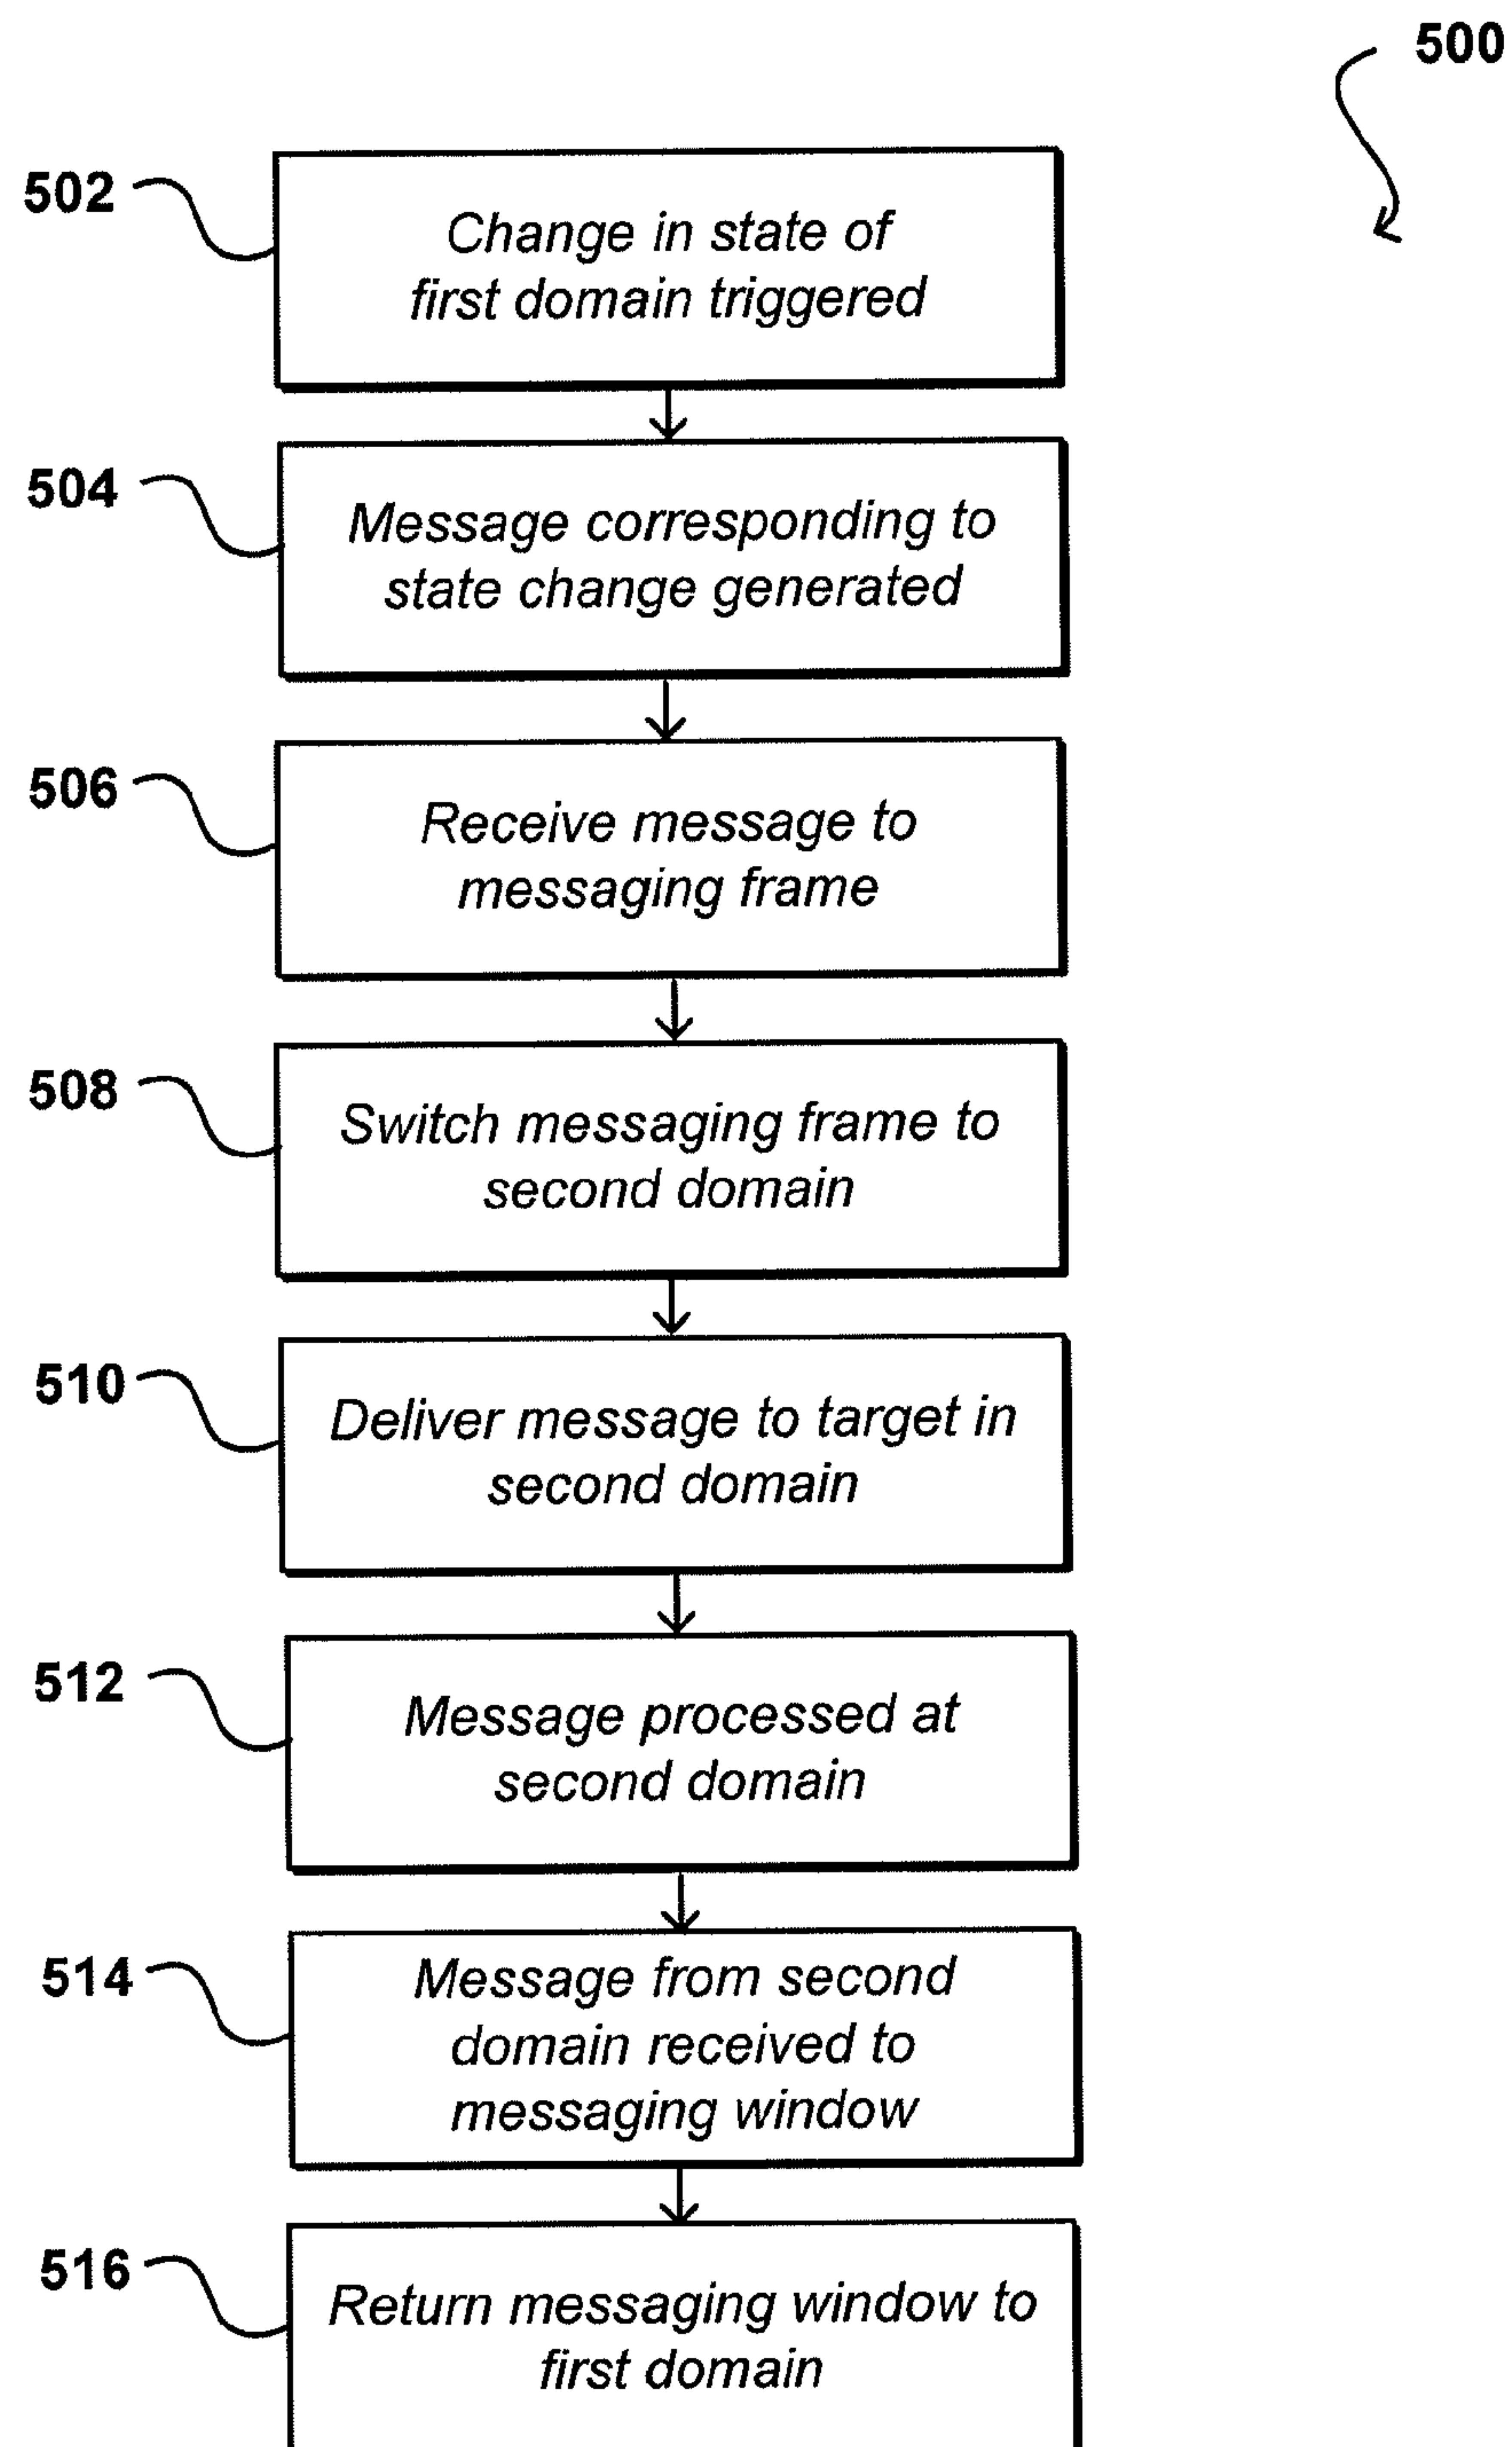 500
502
Change in state of
first domain triggered
504
Message corresponding to
state change generated
506
Receive message to
messaging frame
508
Switch messaging frame to
second domain
510
Deliver message to target in
second domain
512
Message processed at
second domain
514
Message from second
domain received to
messaging window
516
Return messaging window to
first domain